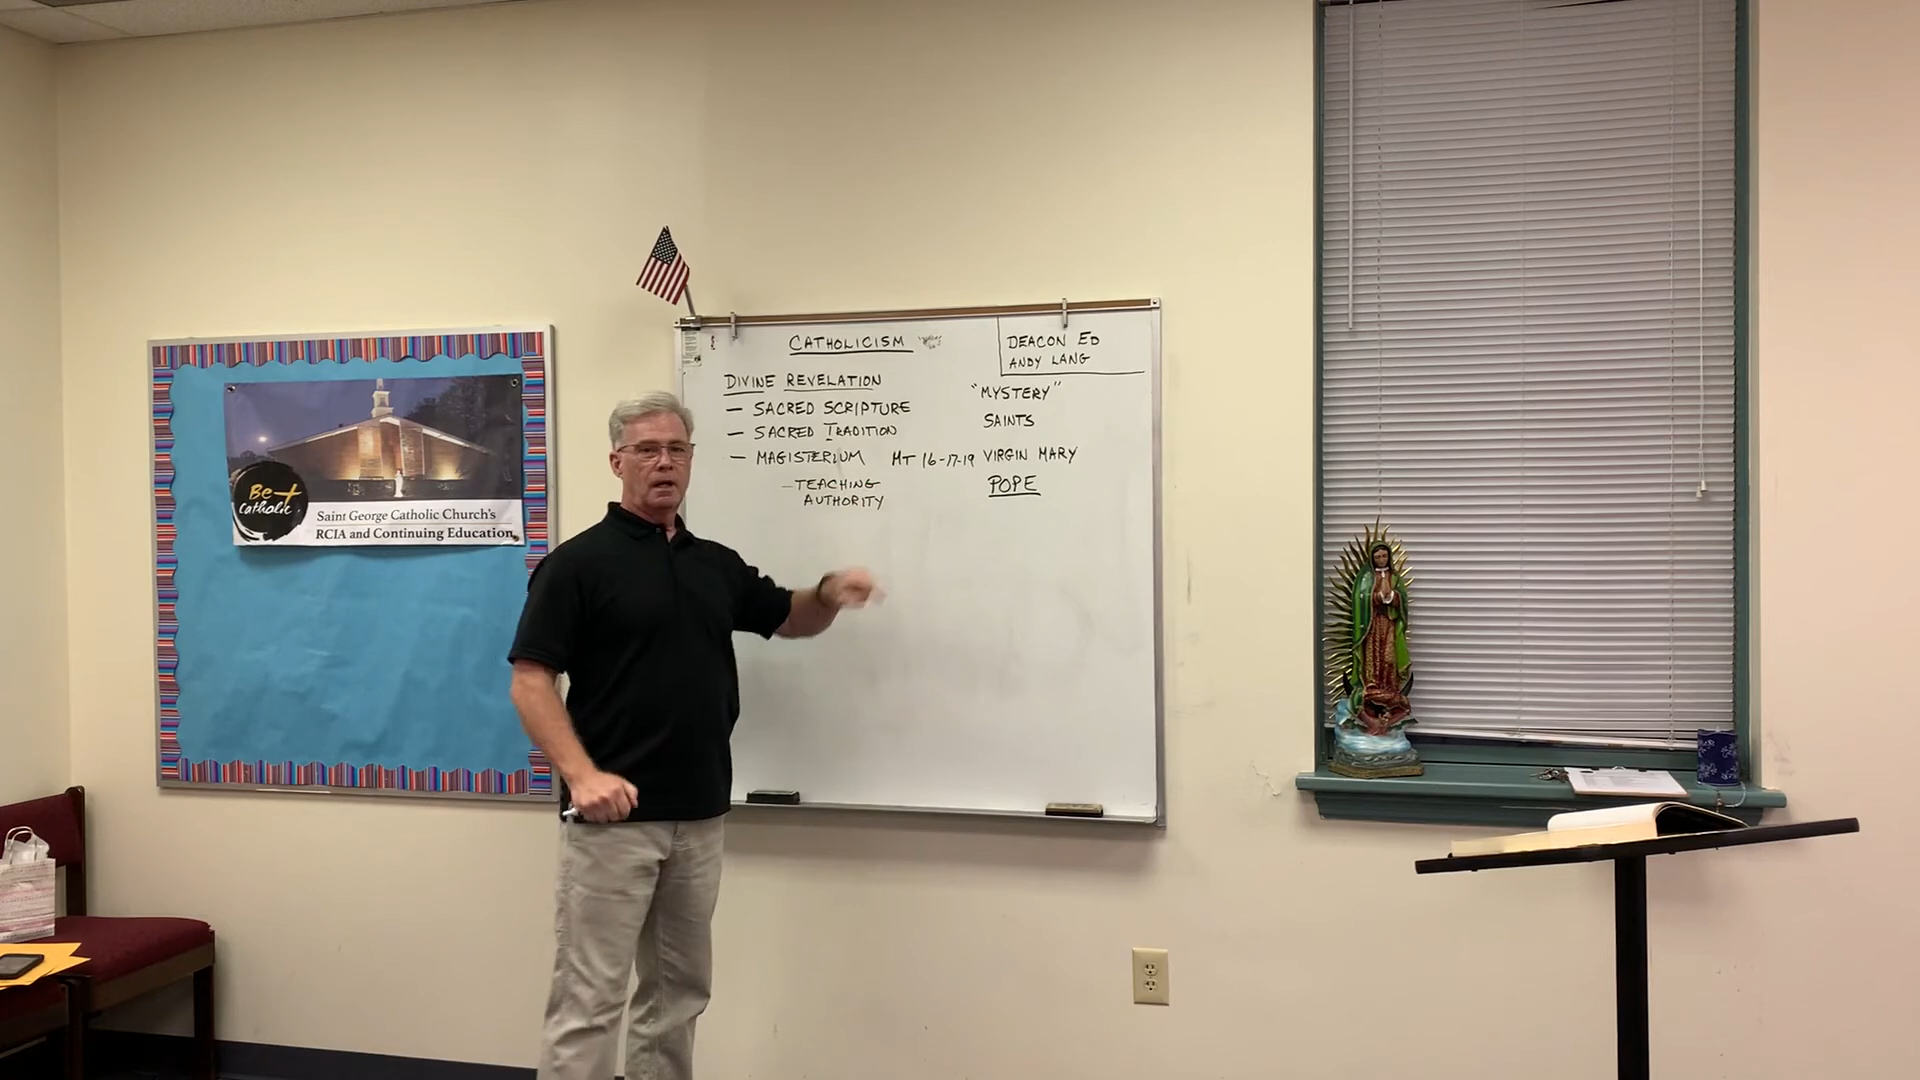 Be
Catholic.
Saint George Catholic Church's
RCIA and Continuing Education
CATHOLICISM
DEACON ED
ANDY LANG
DIVINE REVELATION
— SACRED SCRIPTURE
— SACRED TRADITION
— MAGISTERIUM
– TEACHING
AUTHORITY
MT 16-17-19
"MYSTERY"
SAINTS
VIRGIN MARY
POPE